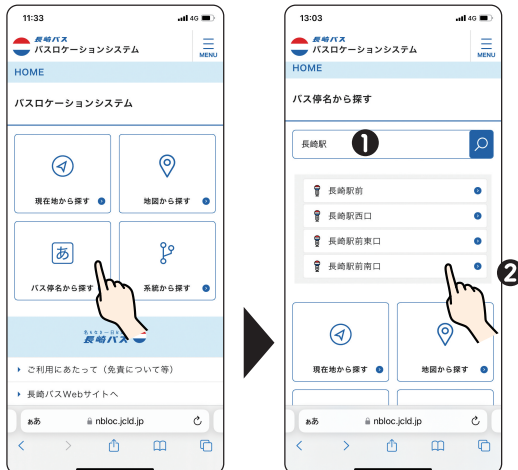 11:33
4G
長崎バス
バスロケーションシステム
MENU
HOME
バスロケーションシステム
現在地から探す
地図から探す
あ
バス停名から探す
系統から探す
長崎バス
ご利用にあたって（免責について等）
長崎バスWebサイトへ
ぁあ
nbloc.jcld.jp
13:03
4G
長崎バス
バスロケーションシステム
MENU
HOME
バス停名から探す
長崎駅
❶
長崎駅前
長崎駅西口
長崎駅前東口
長崎駅前南口
❷
現在地から探す
地図から探す
ぁあ
nbloc.jcld.jp